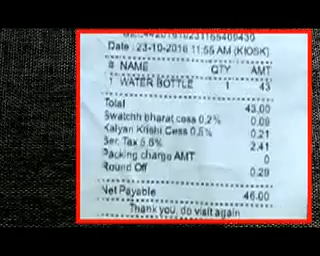 Date : 23-10-2016 11:55 AM (KIOSK)
# NAME QTY AMT
1 WATER BOTTLE 1 43
Total 43.00
Swatchh bharat cess 0.2% 0.09
Kalyan Krishi Cess 0.5% 0.21
Ser. Tax 5.6% 2.41
Packing charge AMT 0
Round Off 0.29
Net Payable 46.00
Thank you, do visit again